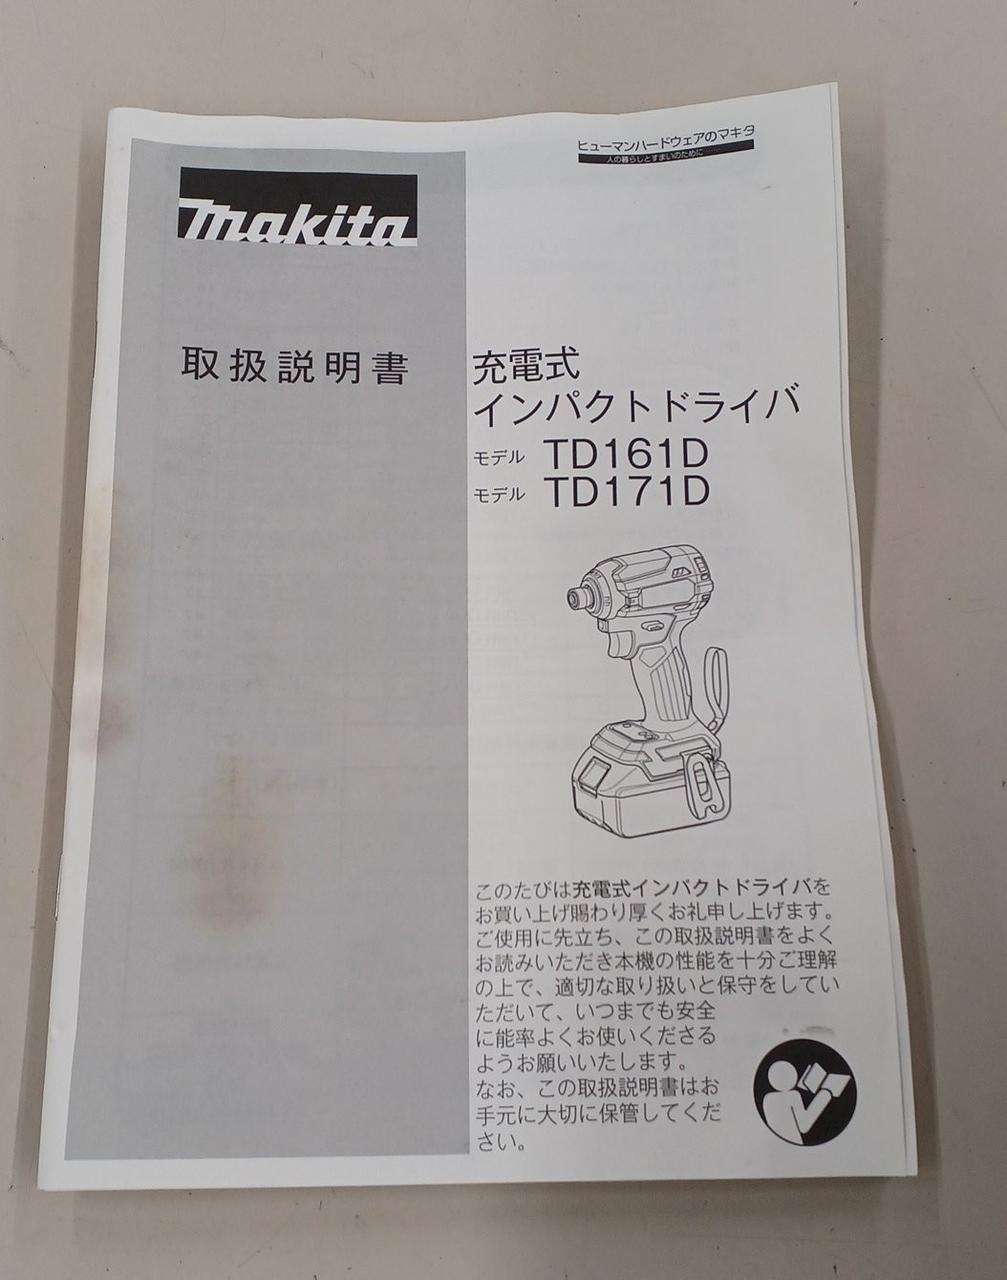 ヒューマンハードウェアのマキタ
人の暮らしとすまいのために……
makita
取扱説明書
充電式
インパクトドライバ
モデル TD161D
モデル TD171D
このたびは充電式インパクトドライバを
お買い上げ賜わり厚くお礼申し上げます。
ご使用に先立ち、この取扱説明書をよく
お読みいただき本機の性能を十分ご理解
の上で、適切な取り扱いと保守をしてい
ただいて、いつまでも安全
に能率よくお使いくださる
ようお願いいたします。
なお、この取扱説明書はお
手元に大切に保管してくだ
さい。